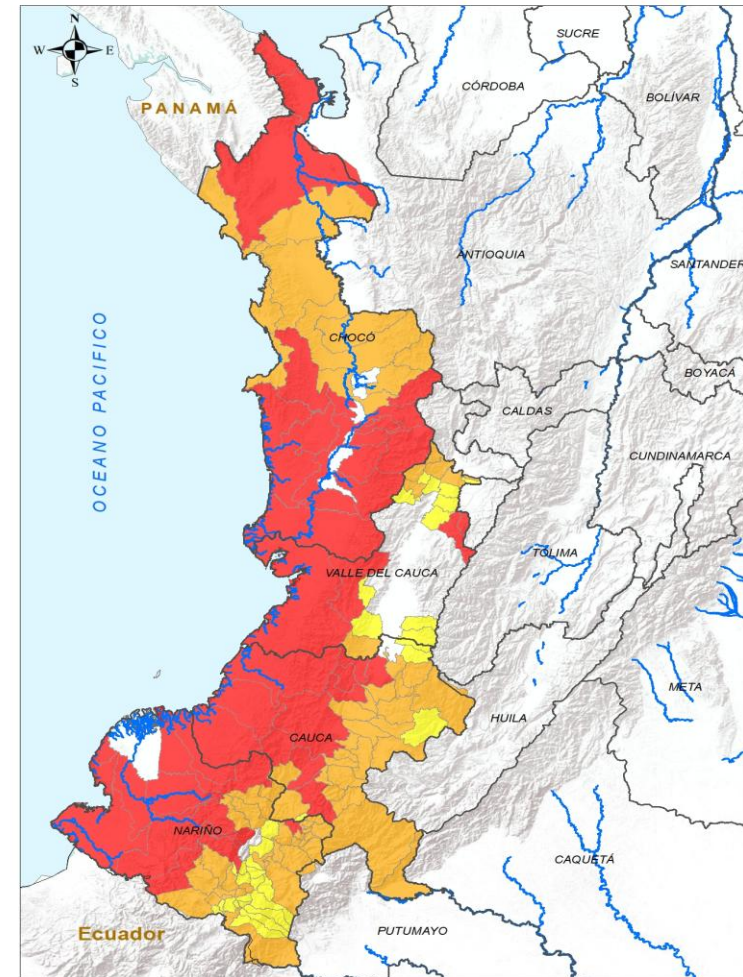 N
W E
S
SUCRE
CÓRDOBA
BOLÍVAR
PANAMÁ
ANTIOQUIA
SANTANDER
OCEANO PACIFICO
CHOCÓ
BOYACÁ
CALDAS
CUNDINAMARCA
TOLIMA
VALLE DEL CAUCA
META
HUILA
CAUCA
NARIÑO
CAQUETÁ
Ecuador
PUTUMAYO